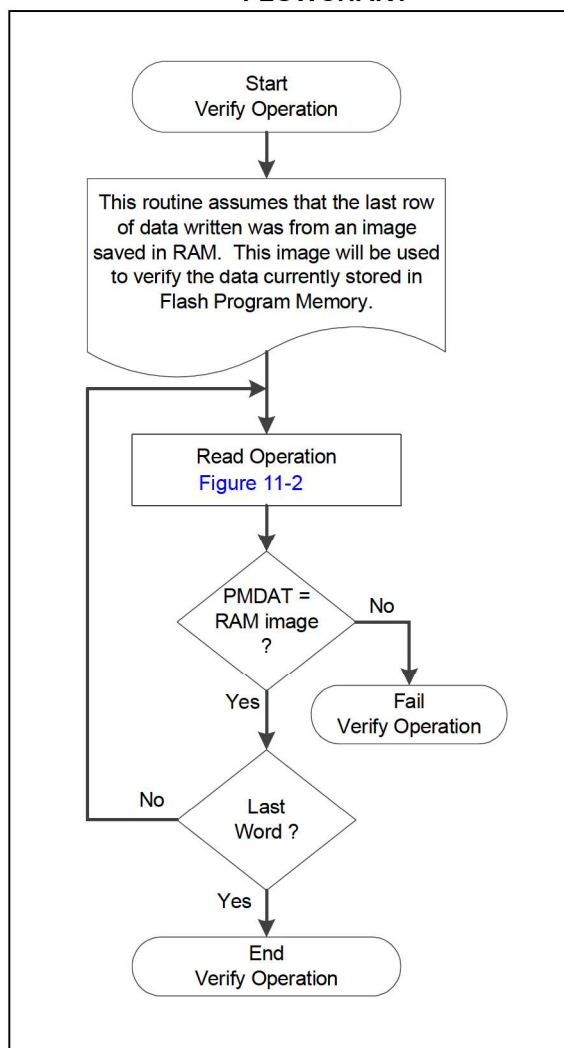 Start
Verify Operation
This routine assumes that the last row
of data written was from an image
saved in RAM. This image will be used
to verify the data currently stored in
Flash Program Memory.
Read Operation
Figure 11-2
PMDAT =
RAM image
?
No
Yes
Fail
Verify Operation
No
Last
Word ?
Yes
End
Verify Operation